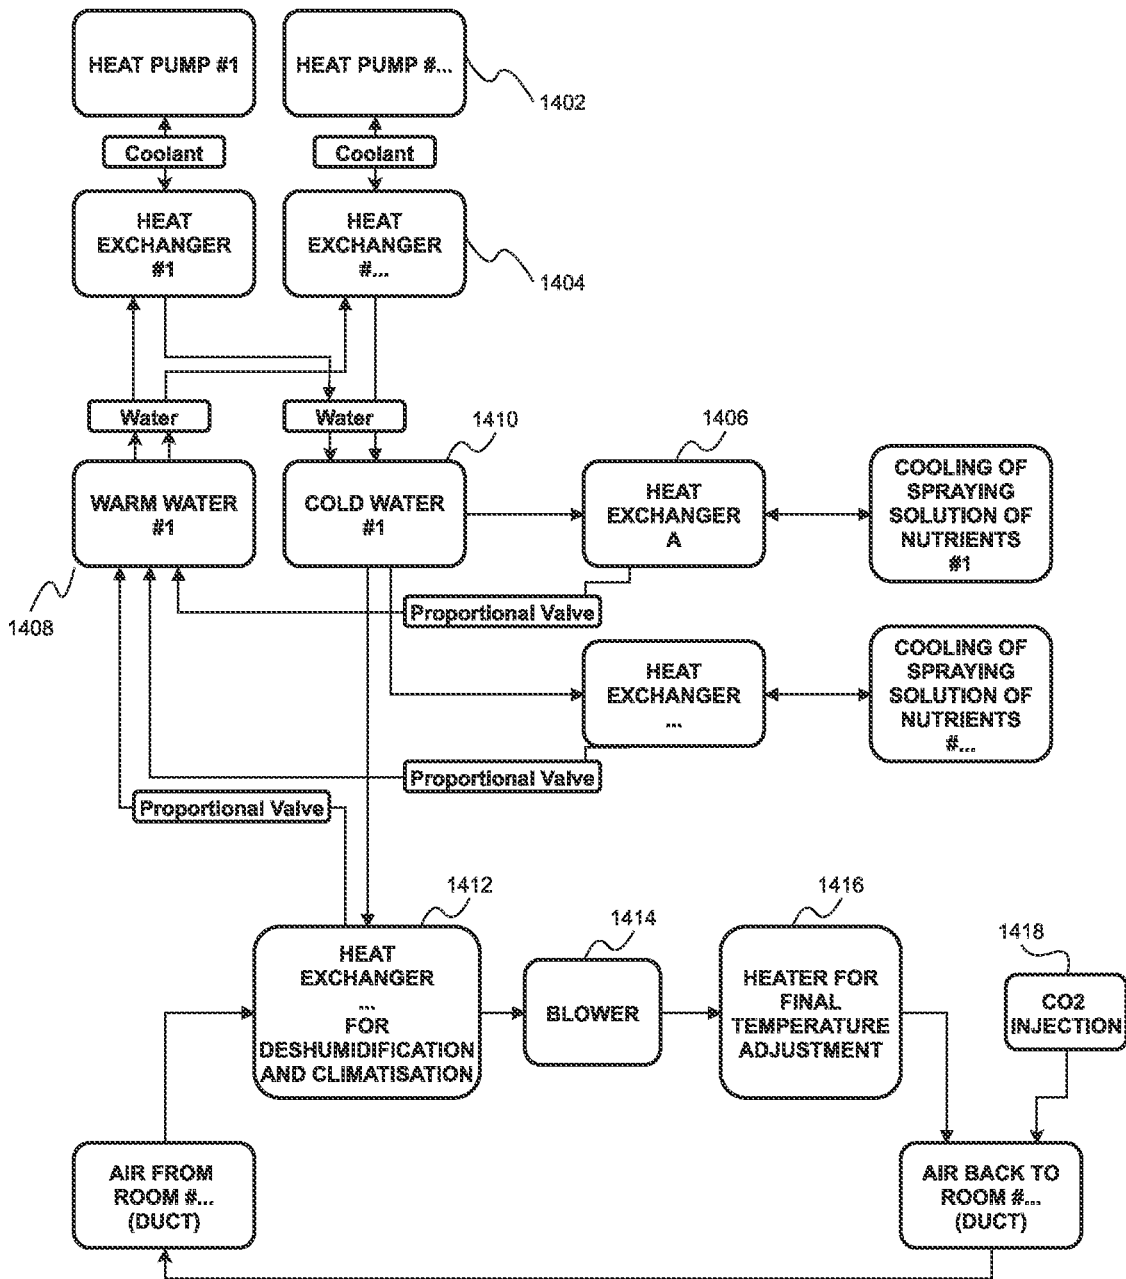 HEAT PUMP #1
HEAT PUMP #...
1402
Coolant
Coolant
HEAT
EXCHANGER
#1
HEAT
EXCHANGER
#...
1404
Water
Water
1410
1406
WARM WATER
#1
COLD WATER
#1
HEAT
EXCHANGER
A
COOLING OF
SPRAYING
SOLUTION OF
NUTRIENTS
#1
1408
Proportional Valve
HEAT
EXCHANGER
...
COOLING OF
SPRAYING
SOLUTION OF
NUTRIENTS
#...
Proportional Valve
Proportional Valve
1412
1414
1416
1418
HEAT
EXCHANGER
...
FOR
DESHUMIDIFICATION
AND CLIMATISATION
BLOWER
HEATER FOR
FINAL
TEMPERATURE
ADJUSTMENT
CO2
INJECTION
AIR FROM
ROOM #...
(DUCT)
AIR BACK TO
ROOM #...
(DUCT)